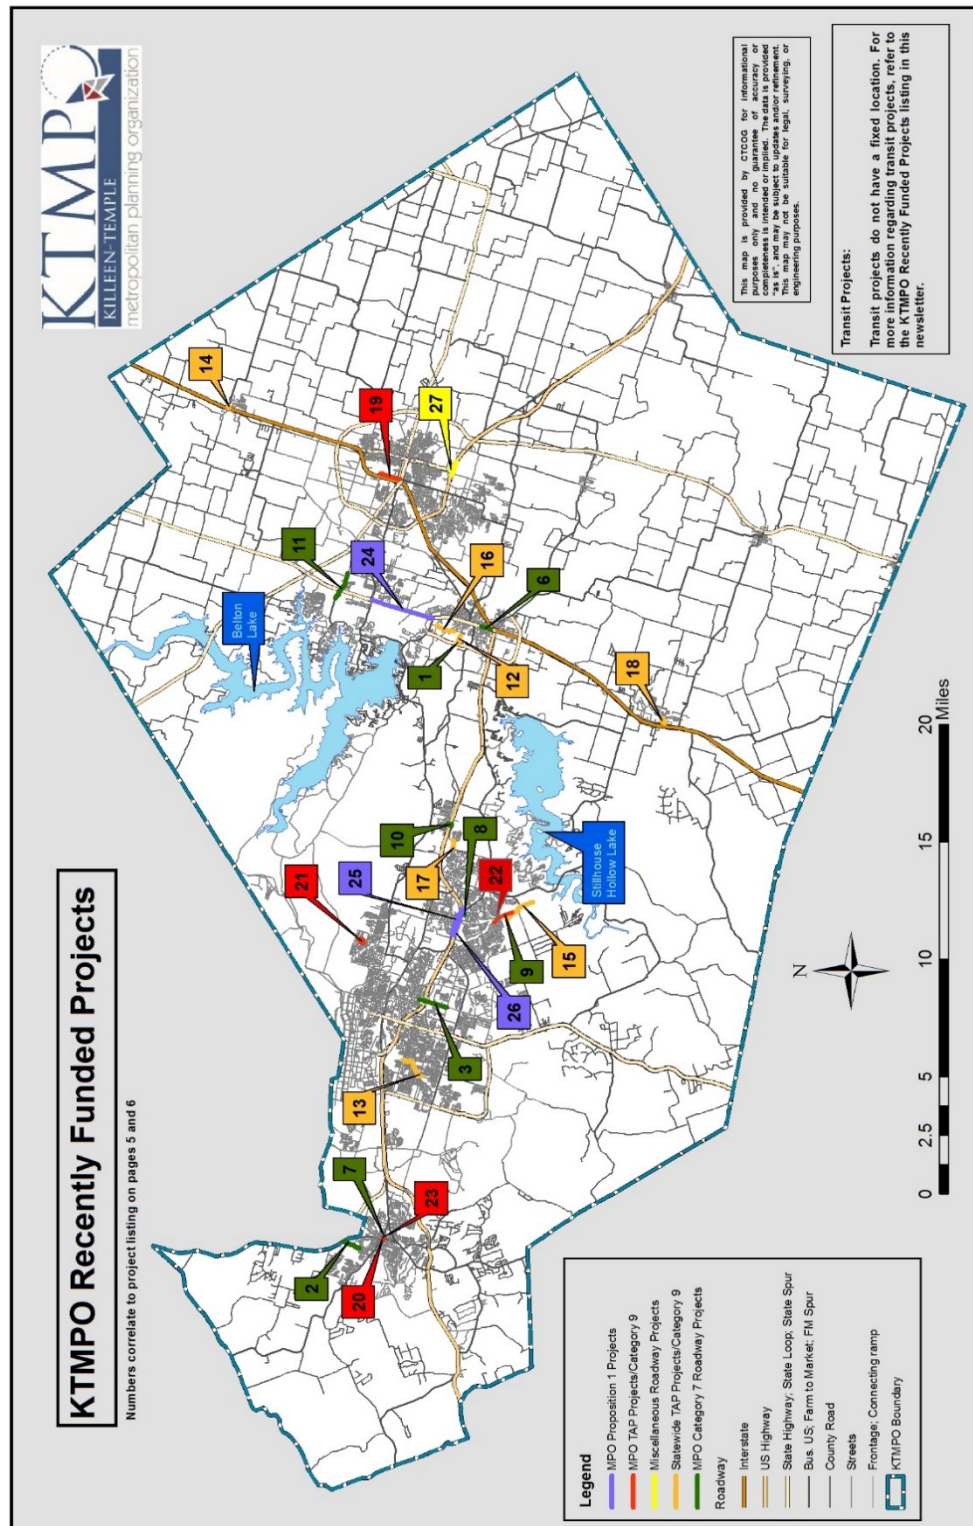 KTMPO Recently Funded Projects
Numbers correlate to project listing on pages 5 and 6
KTMP
KILLEEN-TEMPLE
metropolitan planning organization
14
19
27
11
24
16
6
Belton
Lake
1
12
18
10
17
8
25
22
21
Stillhouse
Hollow Lake
9
15
26
3
13
7
23
2
20
This map is provided by CTCOG for informational
purposes only and no guarantee of accuracy or
completeness is intended or implied. The data is provided
"as is", and may be subject to updates and/or refinement.
This map may not be suitable for legal, surveying, or
engineering purposes.
Transit Projects:
Transit projects do not have a fixed location. For
more information regarding transit projects, refer to
the KTMPO Recently Funded Projects listing in this
newsletter.
N
0 2.5 5 10 15 20
Miles
Legend
MPO Proposition 1 Projects
MPO TAP Projects/Category 9
Miscellaneous Roadway Projects
Statewide TAP Projects/Category 9
MPO Category 7 Roadway Projects
Roadway
Interstate
US Highway
State Highway; State Loop; State Spur
Bus. US; Farm to Market; FM Spur
County Road
Streets
Frontage; Connecting ramp
KTMPO Boundary